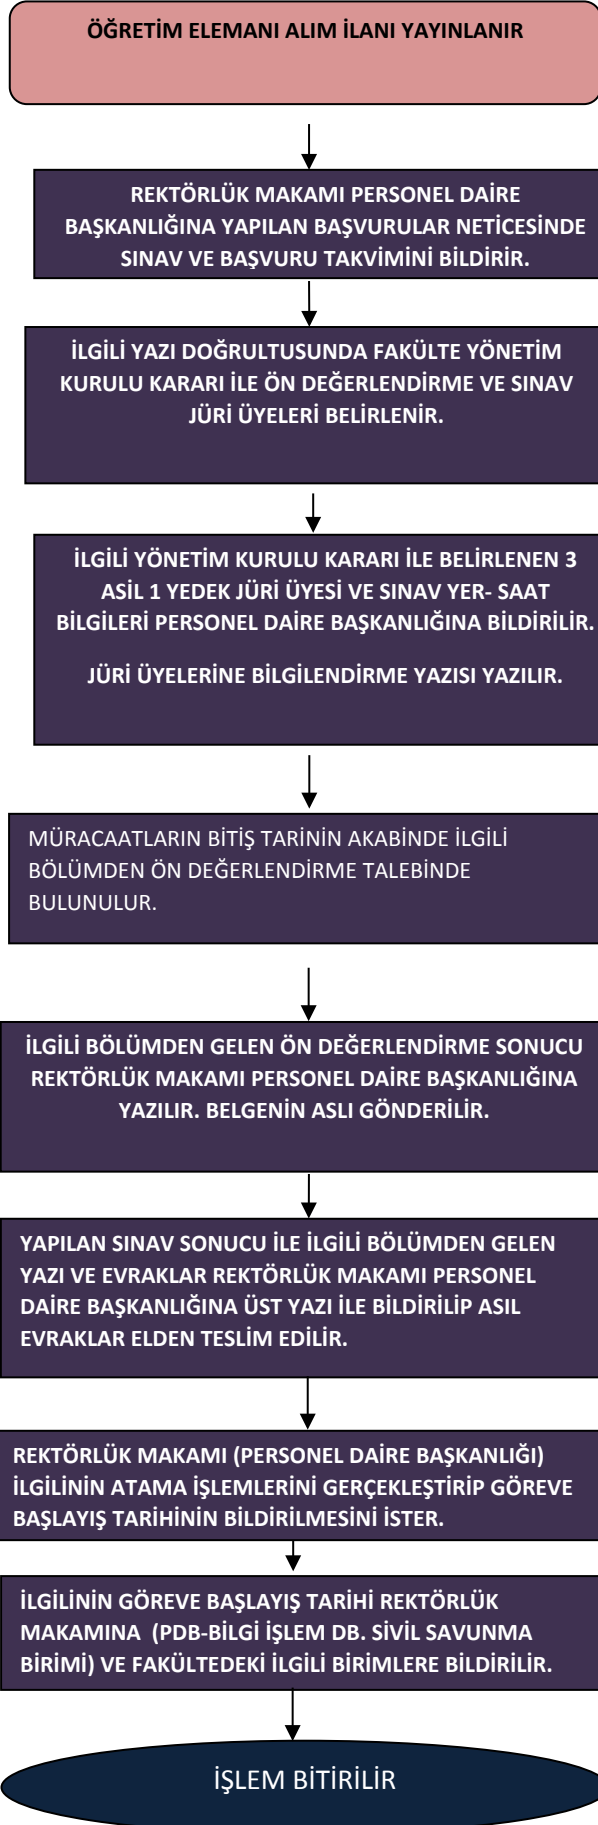 ÖĞRETİM ELEMANI ALIM İLANI YAYINLANIR
REKTÖRLÜK MAKAMI PERSONEL DAİRE
BAŞKANLIĞINA YAPILAN BAŞVURULAR NETİCESİNDE
SINAV VE BAŞVURU TAKVİMİNİ BİLDİRİR.
İLGİLİ YAZI DOĞRULTUSUNDA FAKÜLTE YÖNETİM
KURULU KARARI İLE ÖN DEĞERLENDİRME VE SINAV
JÜRİ ÜYELERİ BELİRLENİR.
İLGİLİ YÖNETİM KURULU KARARI İLE BELİRLENEN 3
ASİL 1 YEDEK JÜRİ ÜYESİ VE SINAV YER- SAAT
BİLGİLERİ PERSONEL DAİRE BAŞKANLIĞINA BİLDİRİLİR.
JÜRİ ÜYELERİNE BİLGİLENDİRME YAZISI YAZILIR.
MÜRACAATLARIN BİTİŞ TARİNİN AKABİNDE İLGİLİ
BÖLÜMDEN ÖN DEĞERLENDİRME TALEBİNDE
BULUNULUR.
İLGİLİ BÖLÜMDEN GELEN ÖN DEĞERLENDİRME SONUCU
REKTÖRLÜK MAKAMI PERSONEL DAİRE BAŞKANLIĞINA
YAZILIR. BELGENİN ASLI GÖNDERİLİR.
YAPILAN SINAV SONUCU İLE İLGİLİ BÖLÜMDEN GELEN
YAZI VE EVRAKLAR REKTÖRLÜK MAKAMI PERSONEL
DAİRE BAŞKANLIĞINA ÜST YAZI İLE BİLDİRİLİP ASIL
EVRAKLAR ELDEN TESLİM EDİLİR.
REKTÖRLÜK MAKAMI (PERSONEL DAİRE BAŞKANLIĞI)
İLGİLİNİN ATAMA İŞLEMLERİNİ GERÇEKLEŞTİRİP GÖREVE
BAŞLAYIŞ TARİHİNİN BİLDİRİLMESİNİ İSTER.
İLGİLİNİN GÖREVE BAŞLAYIŞ TARİHİ REKTÖRLÜK
MAKAMINA (PDB-BİLGİ İŞLEM DB. SİVİL SAVUNMA
BİRİMİ) VE FAKÜLTEDEKİ İLGİLİ BİRİMLERE BİLDİRİLİR.
İŞLEM BİTİRİLİR